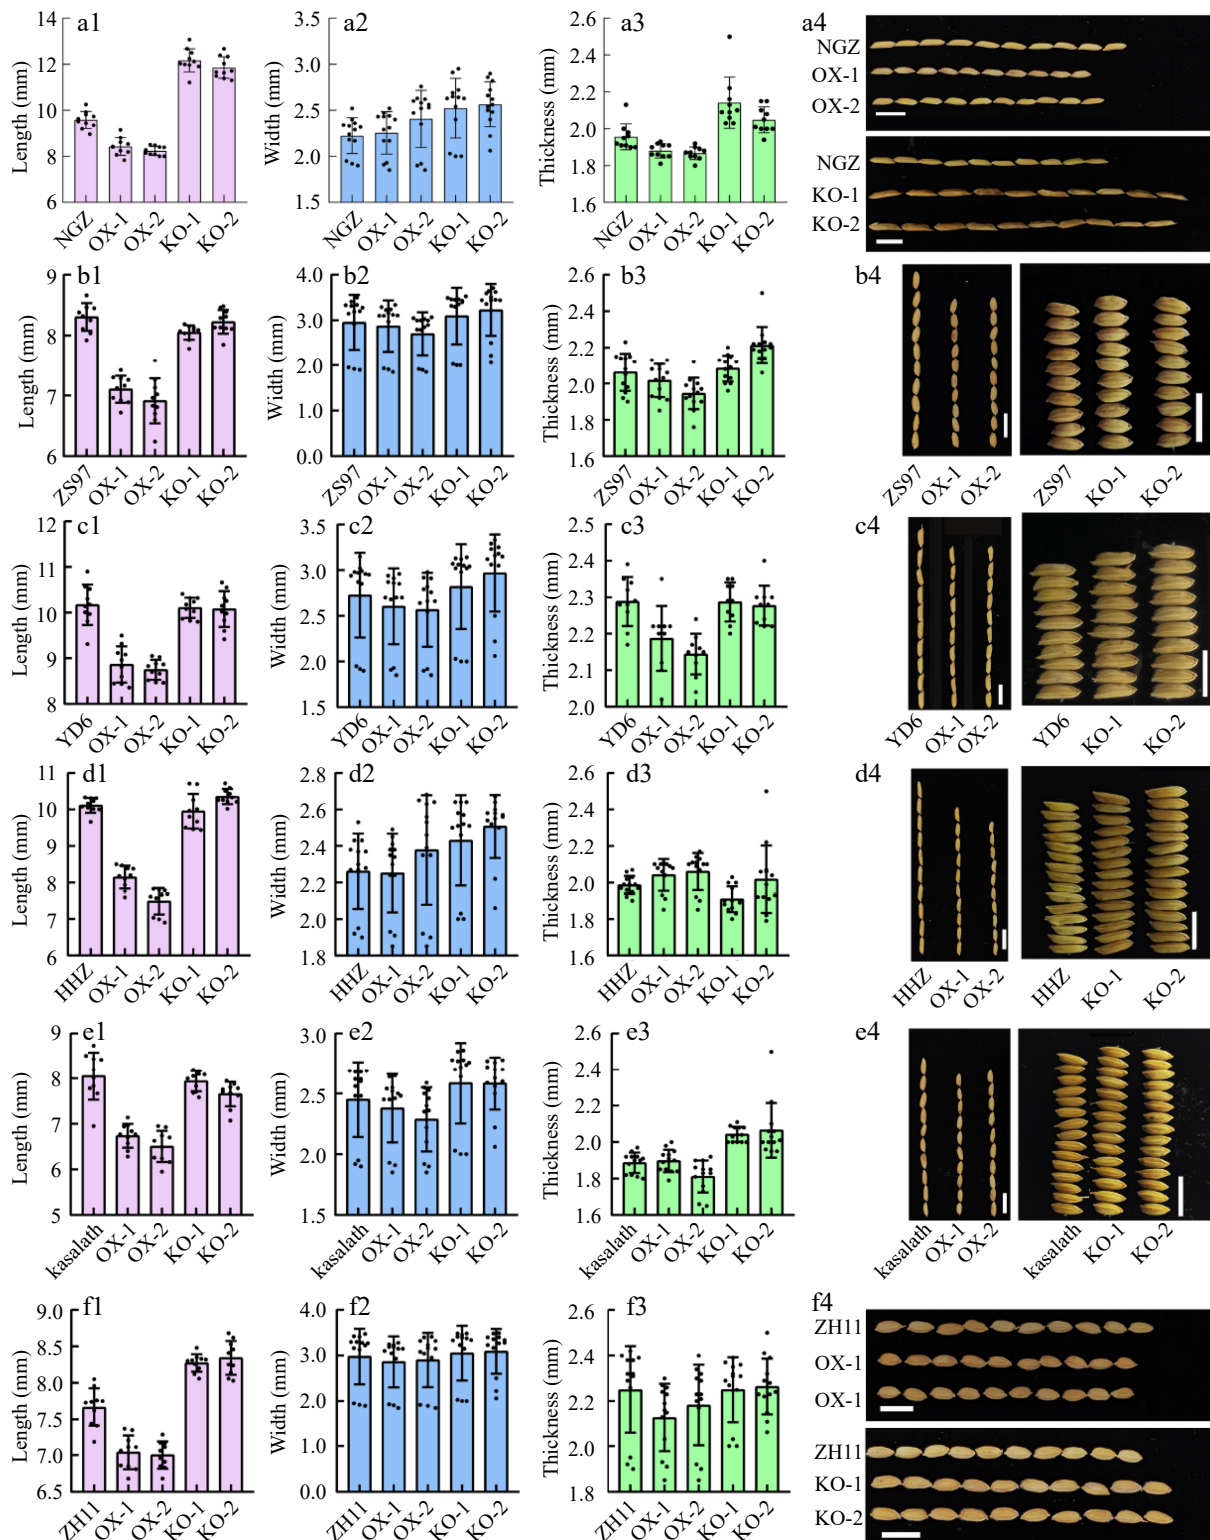 a1
Length (mm)
14
12
10
8
6
NGZ
OX-1
OX-2
KO-1
KO-2
a2
Width (mm)
3.5
3.0
2.5
2.0
1.5
NGZ
OX-1
OX-2
KO-1
KO-2
a3
Thickness (mm)
2.6
2.4
2.2
2.0
1.8
1.6
NGZ
OX-1
OX-2
KO-1
KO-2
a4
NGZ
OX-1
OX-2
NGZ
KO-1
KO-2
b1
Length (mm)
9
8
7
6
ZS97
OX-1
OX-2
KO-1
KO-2
b2
Width (mm)
4.0
3.0
2.0
1.0
0.0
ZS97
OX-1
OX-2
KO-1
KO-2
b3
Thickness (mm)
2.6
2.4
2.2
2.0
1.8
1.6
ZS97
OX-1
OX-2
KO-1
KO-2
b4
ZS97
OX-1
OX-2
ZS97
KO-1
KO-2
c1
Length (mm)
12
11
10
9
8
YD6
OX-1
OX-2
KO-1
KO-2
c2
Width (mm)
3.5
3.0
2.5
2.0
1.5
YD6
OX-1
OX-2
KO-1
KO-2
c3
Thickness (mm)
2.5
2.4
2.3
2.2
2.1
2.0
YD6
OX-1
OX-2
KO-1
KO-2
c4
YD6
OX-1
OX-2
YD6
KO-1
KO-2
d1
Length (mm)
11
10
9
8
7
6
HHZ
OX-1
OX-2
KO-1
KO-2
d2
Width (mm)
2.8
2.6
2.4
2.2
2.0
1.8
HHZ
OX-1
OX-2
KO-1
KO-2
d3
Thickness (mm)
2.6
2.4
2.2
2.0
1.8
1.6
HHZ
OX-1
OX-2
KO-1
KO-2
d4
HHZ
OX-1
OX-2
HHZ
KO-1
KO-2
e1
Length (mm)
9
8
7
6
5
kasalath
OX-1
OX-2
KO-1
KO-2
e2
Width (mm)
3.0
2.5
2.0
1.5
kasalath
OX-1
OX-2
KO-1
KO-2
e3
Thickness (mm)
2.6
2.4
2.2
2.0
1.8
1.6
kasalath
OX-1
OX-2
KO-1
KO-2
e4
kasalath
OX-1
OX-2
kasalath
KO-1
KO-2
f1
Length (mm)
9.0
8.5
8.0
7.5
7.0
6.5
ZH11
OX-1
OX-2
KO-1
KO-2
f2
Width (mm)
4.0
3.0
2.0
1.0
0.0
ZH11
OX-1
OX-2
KO-1
KO-2
f3
Thickness (mm)
2.6
2.4
2.2
2.0
1.8
ZH11
OX-1
OX-2
KO-1
KO-2
f4
ZH11
OX-1
OX-1
ZH11
KO-1
KO-2